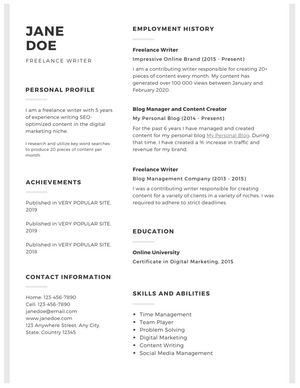 JANE
DOE
FREELANCE WRITER
PERSONAL PROFILE
I am a freelance writer with 5 years
of experience writing SEO-
optimized content in the digital
marketing niche.
I research and utilize key word searches
to produce 20 pieces of content per
month.
ACHIEVEMENTS
Published in VERY POPULAR SITE,
2019
Published in VERY POPULAR SITE,
2019
Published in VERY POPULAR SITE,
2018
CONTACT INFORMATION
Home: 123-456-7890
Cell: 123-456-7890
janedoe@email.com
www.janedoe.com
123 Anywhere Street, Any City,
State, Country 12345
EMPLOYMENT HISTORY
Freelance Writer
Impressive Online Brand (2015 - Present)
I am a contributing writer responsible for creating 20+
pieces of content every month. My content has
generated over 100,000 views between January and
February 2020.
Blog Manager and Content Creator
My Personal Blog (2014 - Present)
For the past 6 years I have managed and created
content for my personal blog My Personal Blog. During
that time, I have created a % increase in traffic and
revenue for my brand.
Freelance Writer
Blog Management Company (2013 - 2015)
I was a contributing writer responsible for creating
content for a variety of clients in a variety of niches. I was
required to adhere to strict deadlines.
EDUCATION
Online University
Certificate in Digital Marketing, 2015
SKILLS AND ABILITIES
• Time Management
• Team Player
• Problem Solving
• Digital Marketing
• Content Writing
• Social Media Management